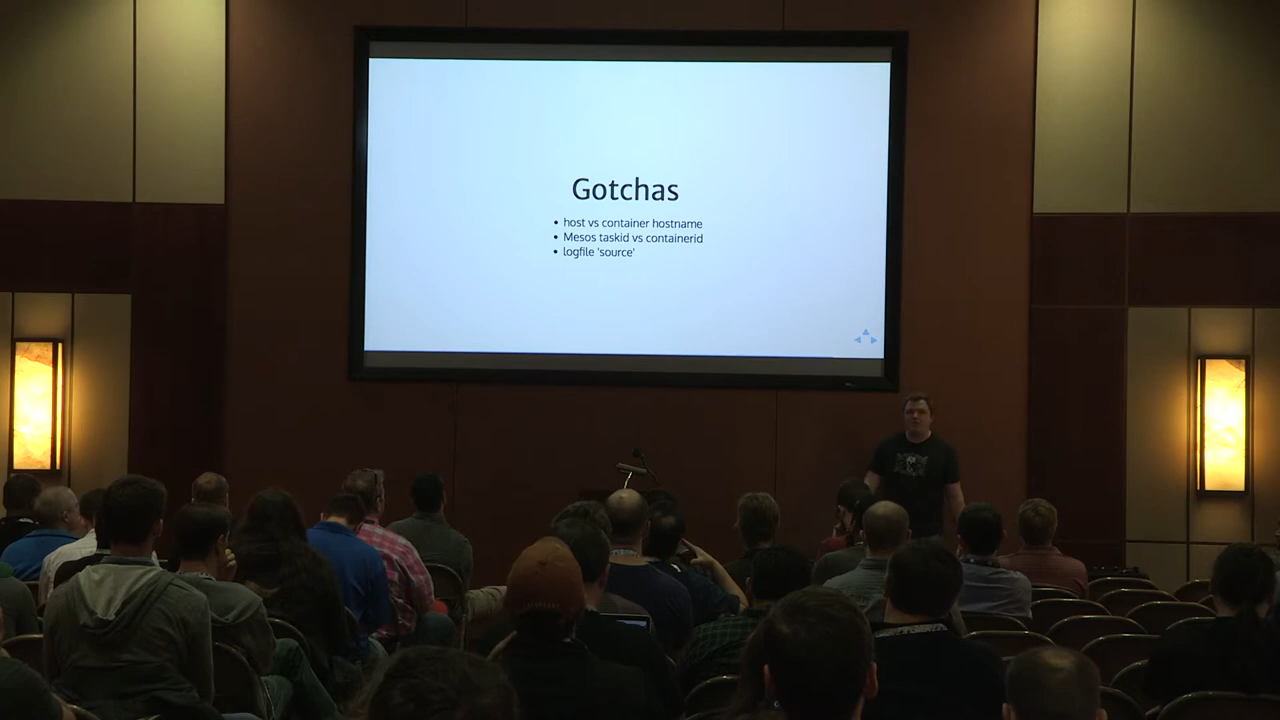 Gotchas
• host vs container hostname
• Mesos taskid vs containerid
• logfile 'source'